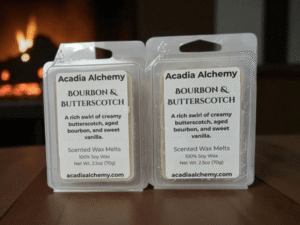 Acadia Alchemy
BOURBON &
BUTTERSCOTCH
A rich swirl of creamy
butterscotch, aged
bourbon, and sweet
vanilla.
Scented Wax Melts
100% Soy Wax
Net Wt. 2.5oz (70g)
acadiaalchemy.com
Acadia Alchemy
BOURBON &
BUTTERSCOTCH
A rich swirl of creamy
butterscotch, aged
bourbon, and sweet
vanilla.
Scented Wax Melts
100% Soy Wax
Net Wt. 2.5oz (70g)
acadiaalchemy.com